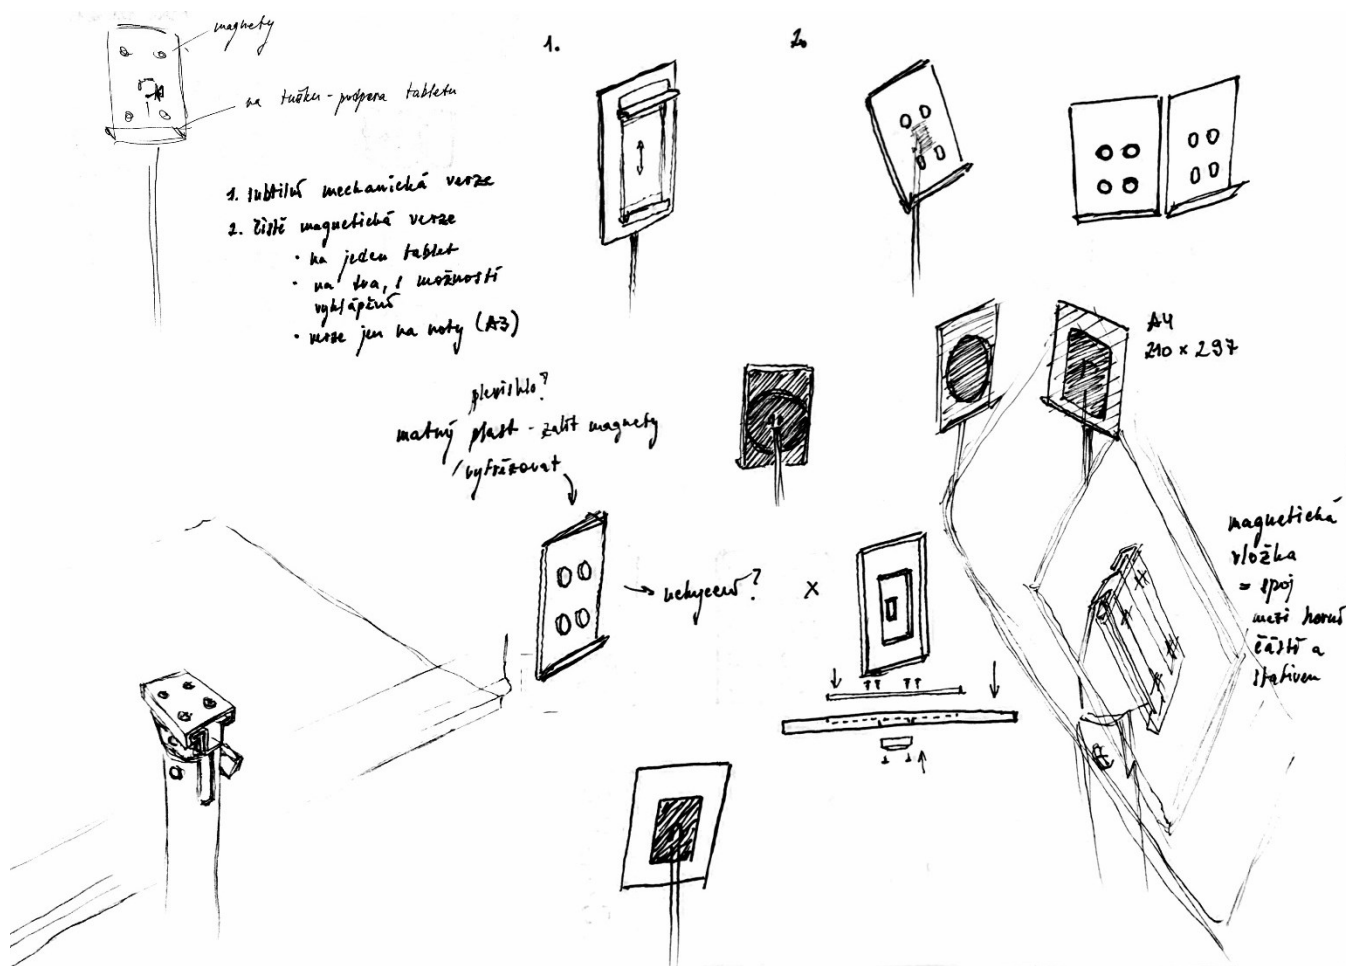 magnety
na tužku - podpora tabletu
1.
2.
1. subtilní mechanická verze
2. čistě magnetická verze
• na jeden tablet
• na dva, s možností
vyklápění
• verze jen na noty (A3)
A4
210 x 297
plexisklo?
matný plast - zalít magnety
/ vyfrézovat
nehycení?
x
magnetická
vložka
= spoj
mezi horní
částí a
stativem